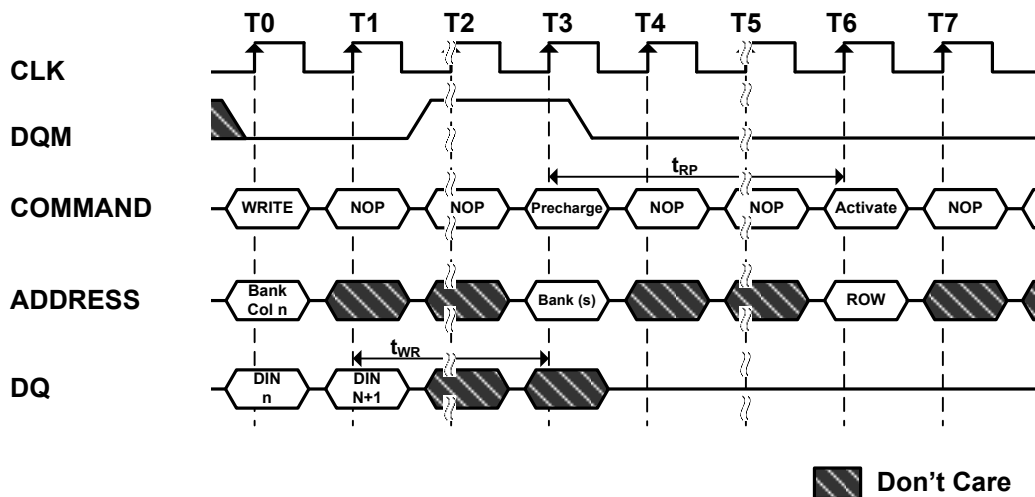 T0 T1 T2 T3 T4 T5 T6 T7
CLK
DQM
tRP
COMMAND WRITE NOP NOP Precharge NOP NOP Activate NOP
ADDRESS Bank Col n Bank (s) ROW
tWR
DQ DIN n DIN N+1
Don't Care